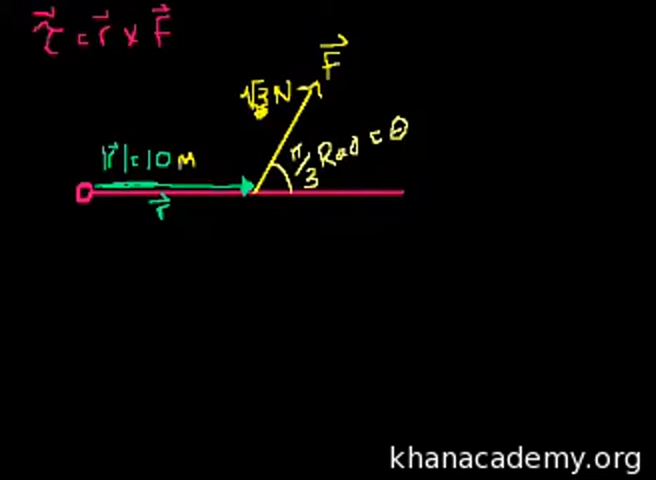 τ⃗ = r⃗ × F⃗
F⃗
√3 N
|r⃗| = 10 m
π/3 Rad = θ
r⃗
khanacademy.org